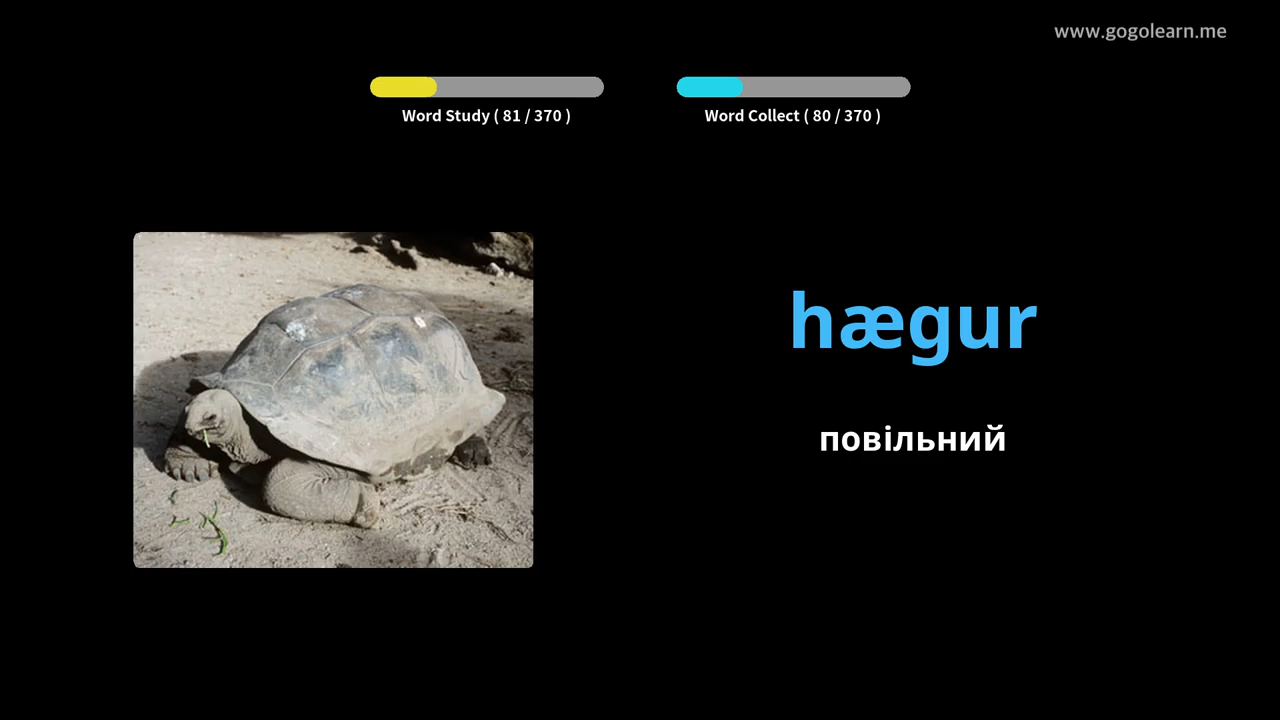 www.gogolearn.me
Word Study ( 81 / 370 )
Word Collect ( 80 / 370 )
hægur
повільний